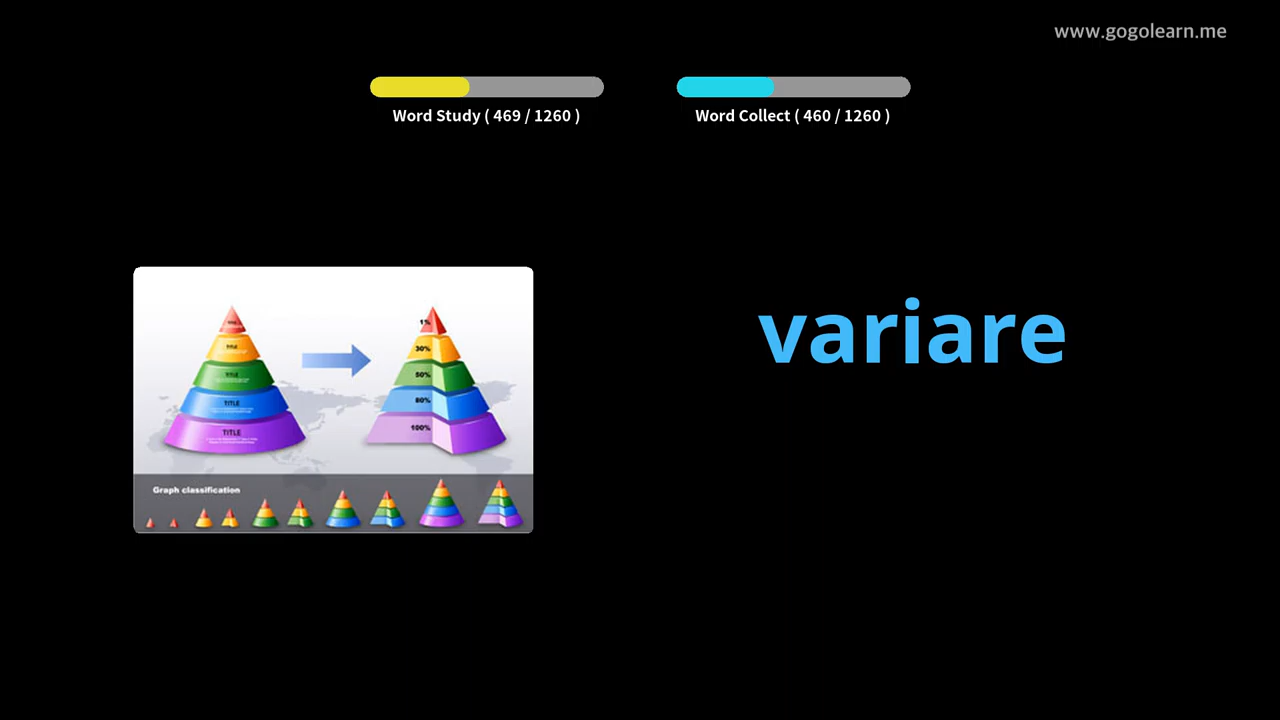 www.gogolearn.me
Word Study ( 469 / 1260 )
Word Collect ( 460 / 1260 )
variare
TITLE
TITLE
TITLE
TITLE
1%
30%
50%
80%
100%
Graph classification